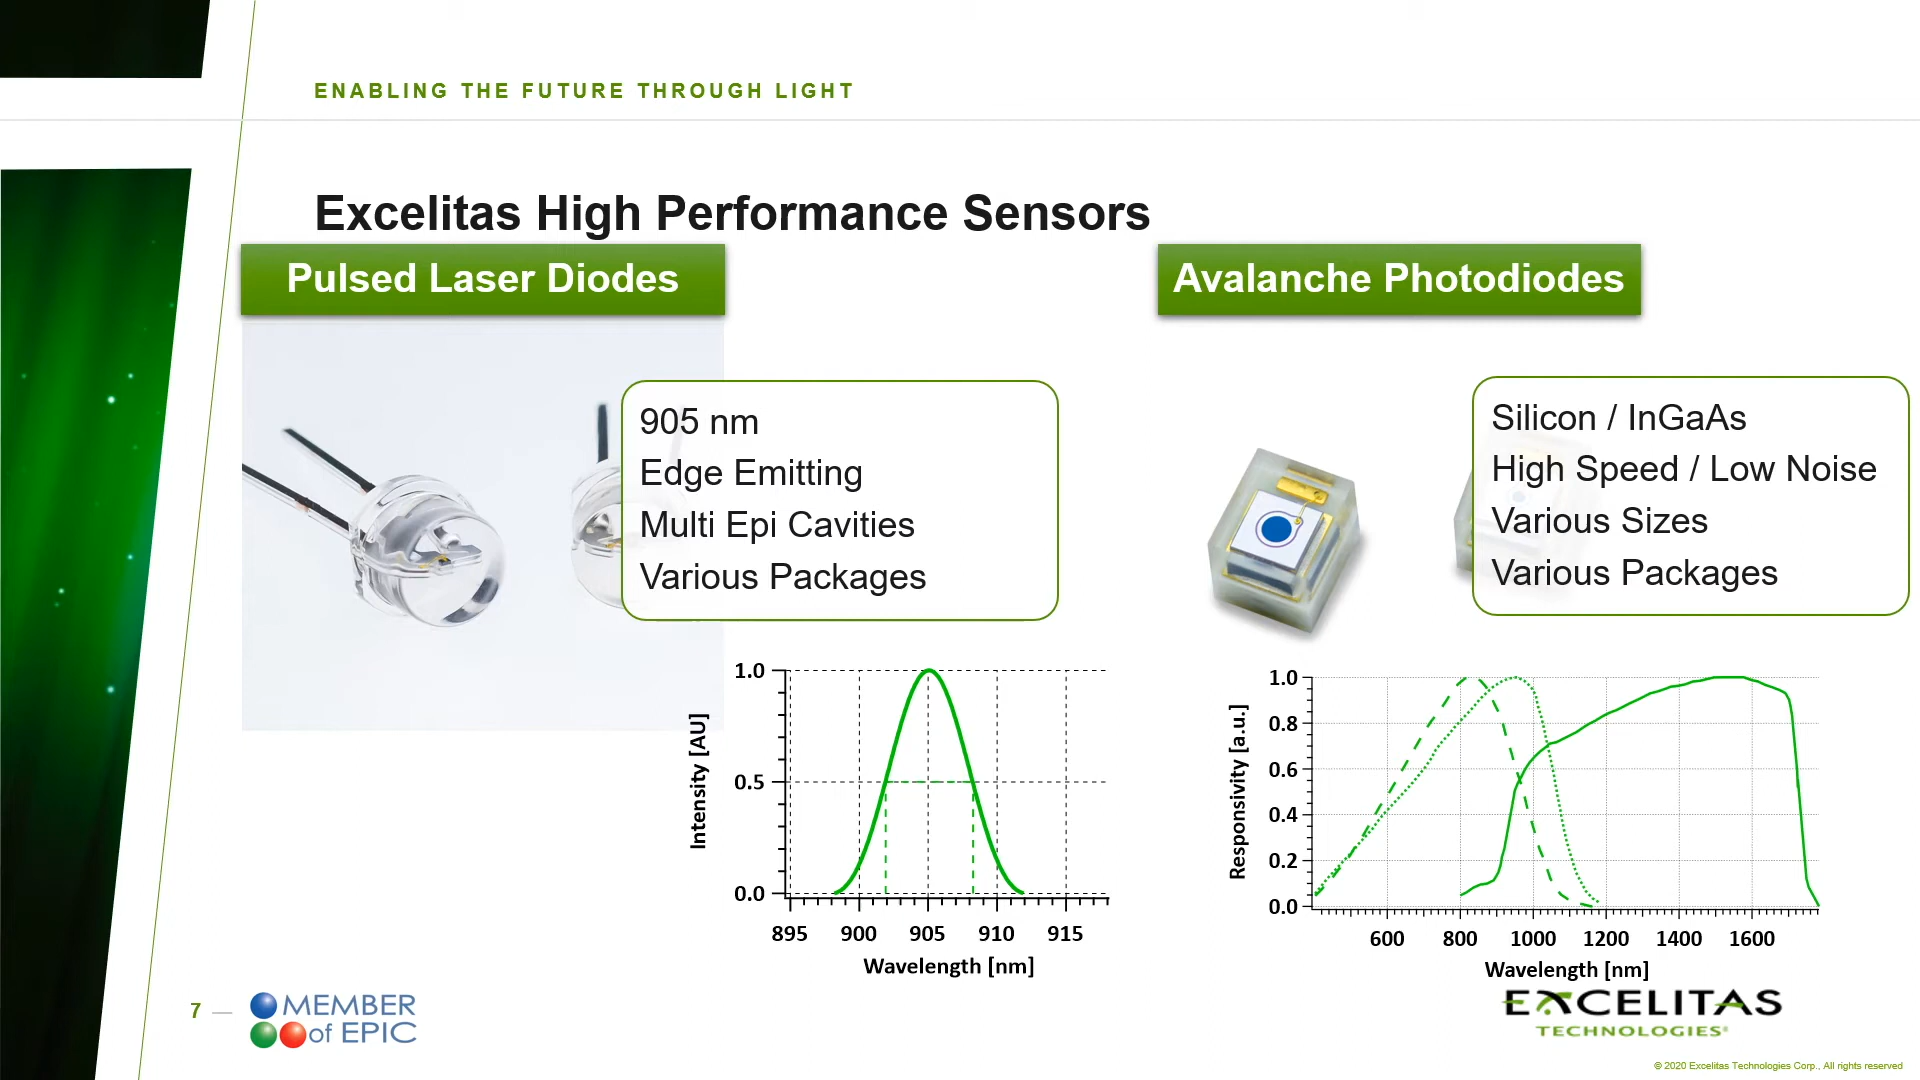 ENABLING THE FUTURE THROUGH LIGHT
Excelitas High Performance Sensors
Pulsed Laser Diodes
905 nm
Edge Emitting
Multi Epi Cavities
Various Packages
1.0
0.5
0.0
Intensity [AU]
895 900 905 910 915
Wavelength [nm]
Avalanche Photodiodes
Silicon / InGaAs
High Speed / Low Noise
Various Sizes
Various Packages
1.0
0.8
0.6
0.4
0.2
0.0
Responsivity [a.u.]
600 800 1000 1200 1400 1600
Wavelength [nm]
7
MEMBER
of EPIC
EXCELITAS
TECHNOLOGIES®
© 2020 Excelitas Technologies Corp., All rights reserved